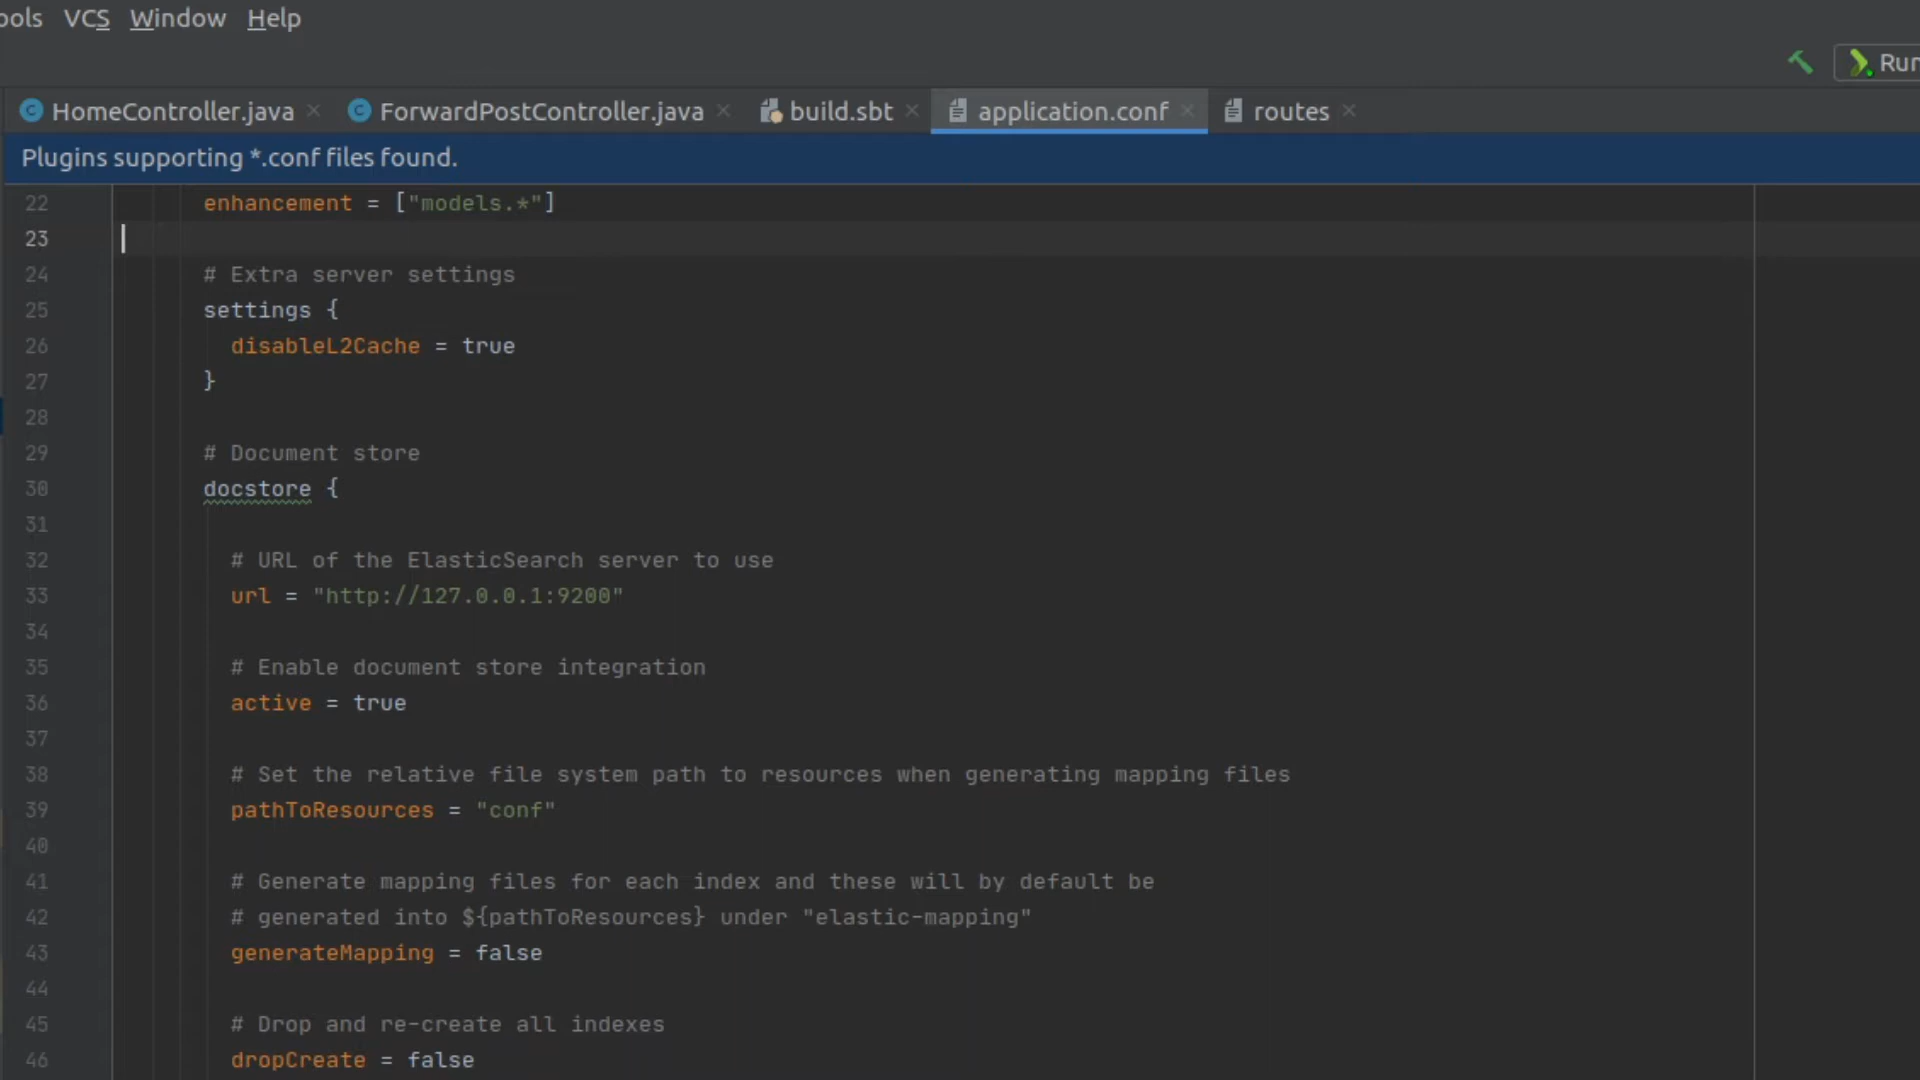 ools VCS Window Help
Run
HomeController.java ForwardPostController.java build.sbt application.conf routes
Plugins supporting *.conf files found.
22 enhancement = ["models.*"]
23
24 # Extra server settings
25 settings {
26 disableL2Cache = true
27 }
28
29 # Document store
30 docstore {
31
32 # URL of the ElasticSearch server to use
33 url = "http://127.0.0.1:9200"
34
35 # Enable document store integration
36 active = true
37
38 # Set the relative file system path to resources when generating mapping files
39 pathToResources = "conf"
40
41 # Generate mapping files for each index and these will by default be
42 # generated into ${pathToResources} under "elastic-mapping"
43 generateMapping = false
44
45 # Drop and re-create all indexes
46 dropCreate = false